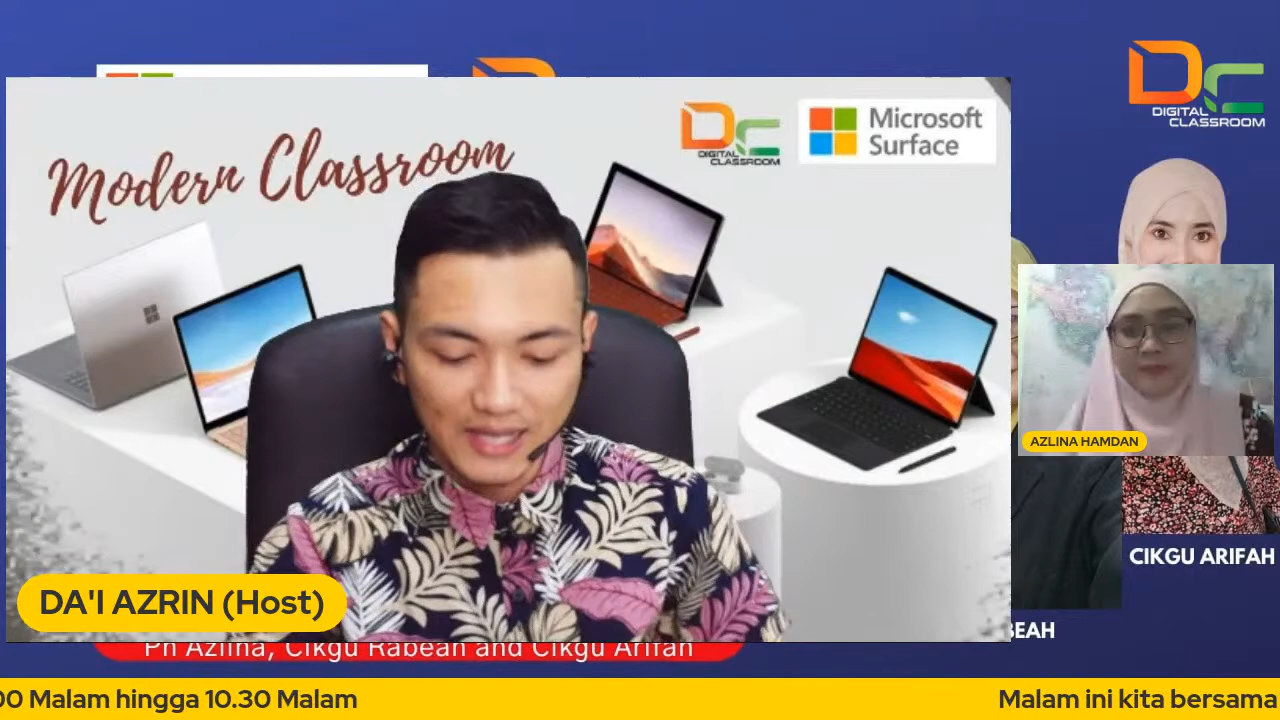 DIGITAL
CLASSROOM
Modern Classroom
DIGITAL
CLASSROOM
Microsoft
Surface
AZLINA HAMDAN
CIKGU ARIFAH
DA'I AZRIN (Host)
BEAH
Pn Azlina, Cikgu Rabeah and Cikgu Arifah
00 Malam hingga 10.30 Malam
Malam ini kita bersama